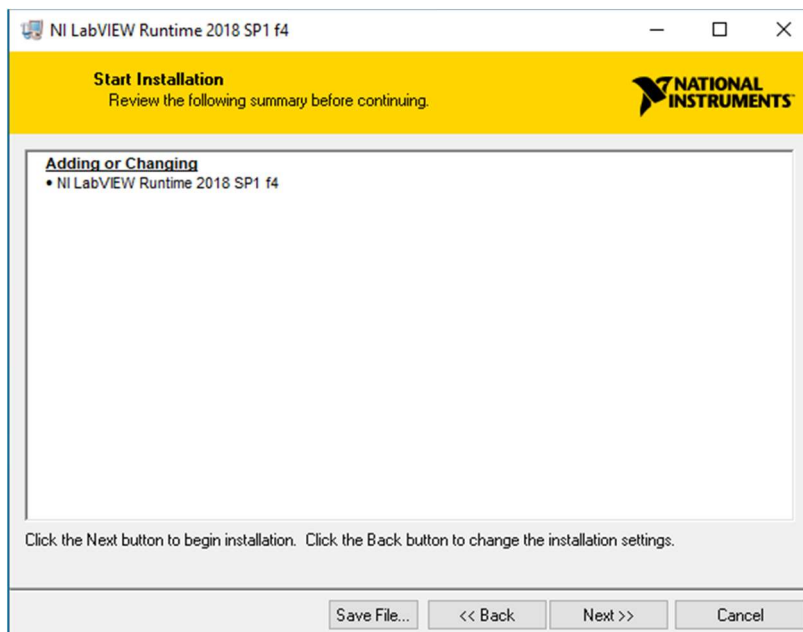 NI LabVIEW Runtime 2018 SP1 f4
Start Installation
Review the following summary before continuing.
NATIONAL
INSTRUMENTS
Adding or Changing
• NI LabVIEW Runtime 2018 SP1 f4
Click the Next button to begin installation.  Click the Back button to change the installation settings.
Save File...
<< Back
Next >>
Cancel